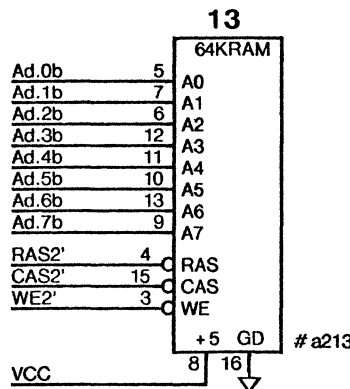 13
64KRAM
Ad.0b 5 A0
Ad.1b 7 A1
Ad.2b 6 A2
Ad.3b 12 A3
Ad.4b 11 A4
Ad.5b 10 A5
Ad.6b 13 A6
Ad.7b 9 A7
RAS2' 4 RAS
CAS2' 15 CAS
WE2' 3 WE
+5 GD #a213
8 16
VCC